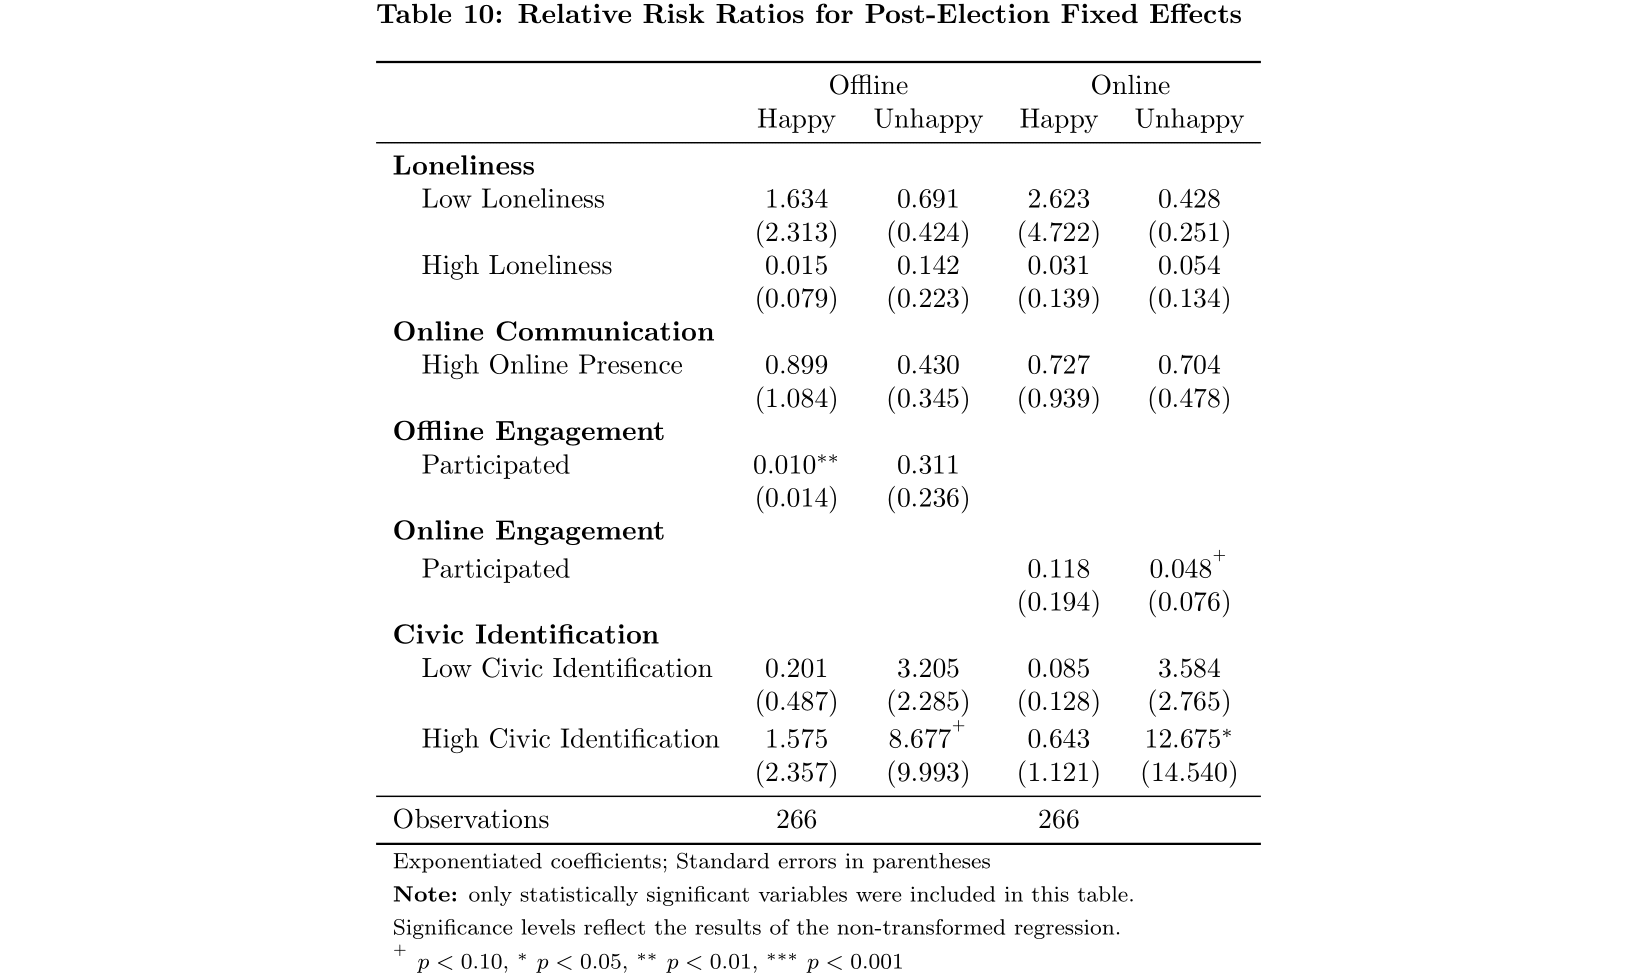 Table 10: Relative Risk Ratios for Post-Election Fixed Effects
Offline Online
Happy Unhappy Happy Unhappy
Loneliness
Low Loneliness 1.634 0.691 2.623 0.428
(2.313) (0.424) (4.722) (0.251)
High Loneliness 0.015 0.142 0.031 0.054
(0.079) (0.223) (0.139) (0.134)
Online Communication
High Online Presence 0.899 0.430 0.727 0.704
(1.084) (0.345) (0.939) (0.478)
Offline Engagement
Participated 0.010** 0.311
(0.014) (0.236)
Online Engagement
Participated 0.118 0.048+
(0.194) (0.076)
Civic Identification
Low Civic Identification 0.201 3.205 0.085 3.584
(0.487) (2.285) (0.128) (2.765)
High Civic Identification 1.575 8.677+ 0.643 12.675*
(2.357) (9.993) (1.121) (14.540)
Observations 266 266
Exponentiated coefficients; Standard errors in parentheses
Note: only statistically significant variables were included in this table.
Significance levels reflect the results of the non-transformed regression.
+ p < 0.10, * p < 0.05, ** p < 0.01, *** p < 0.001